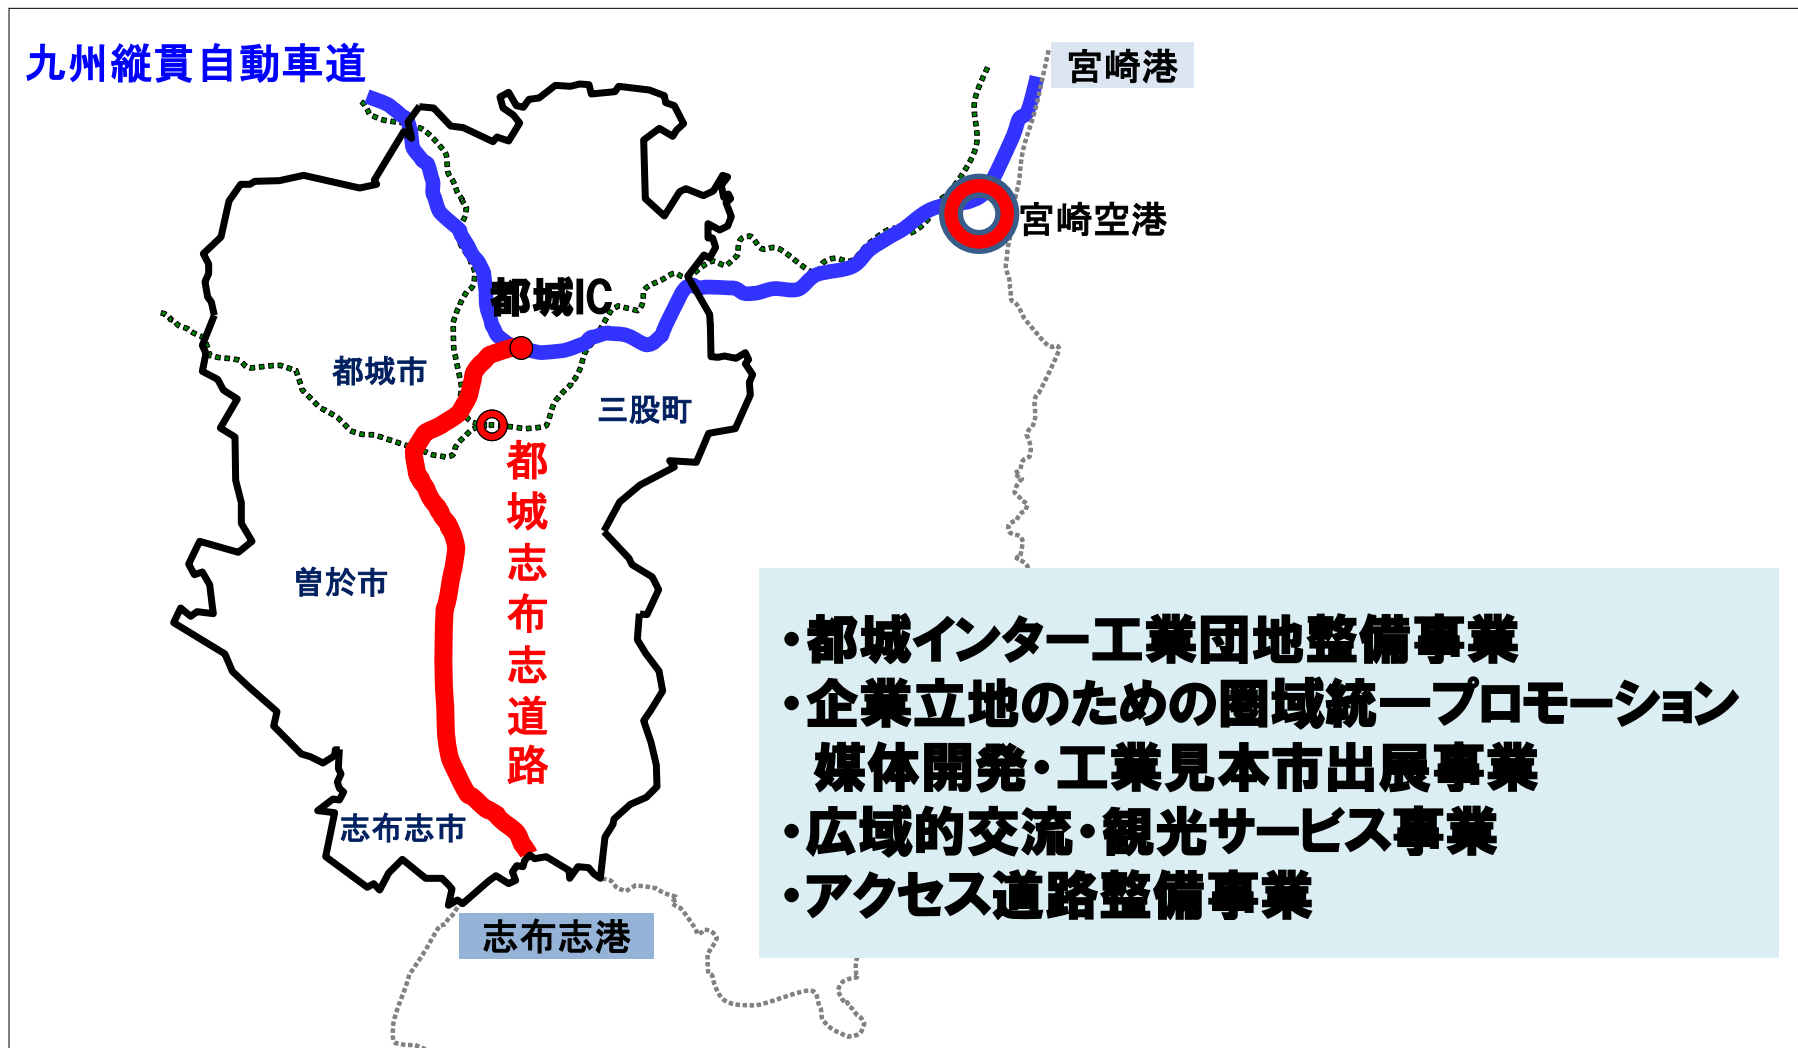 九州縦貫自動車道
宮崎港
宮崎空港
都城IC
都城市
三股町
都城志布志道路
曽於市
志布志市
志布志港
・都城インター工業団地整備事業
・企業立地のための圏域統一プロモーション
媒体開発・工業見本市出展事業
・広域的交流・観光サービス事業
・アクセス道路整備事業